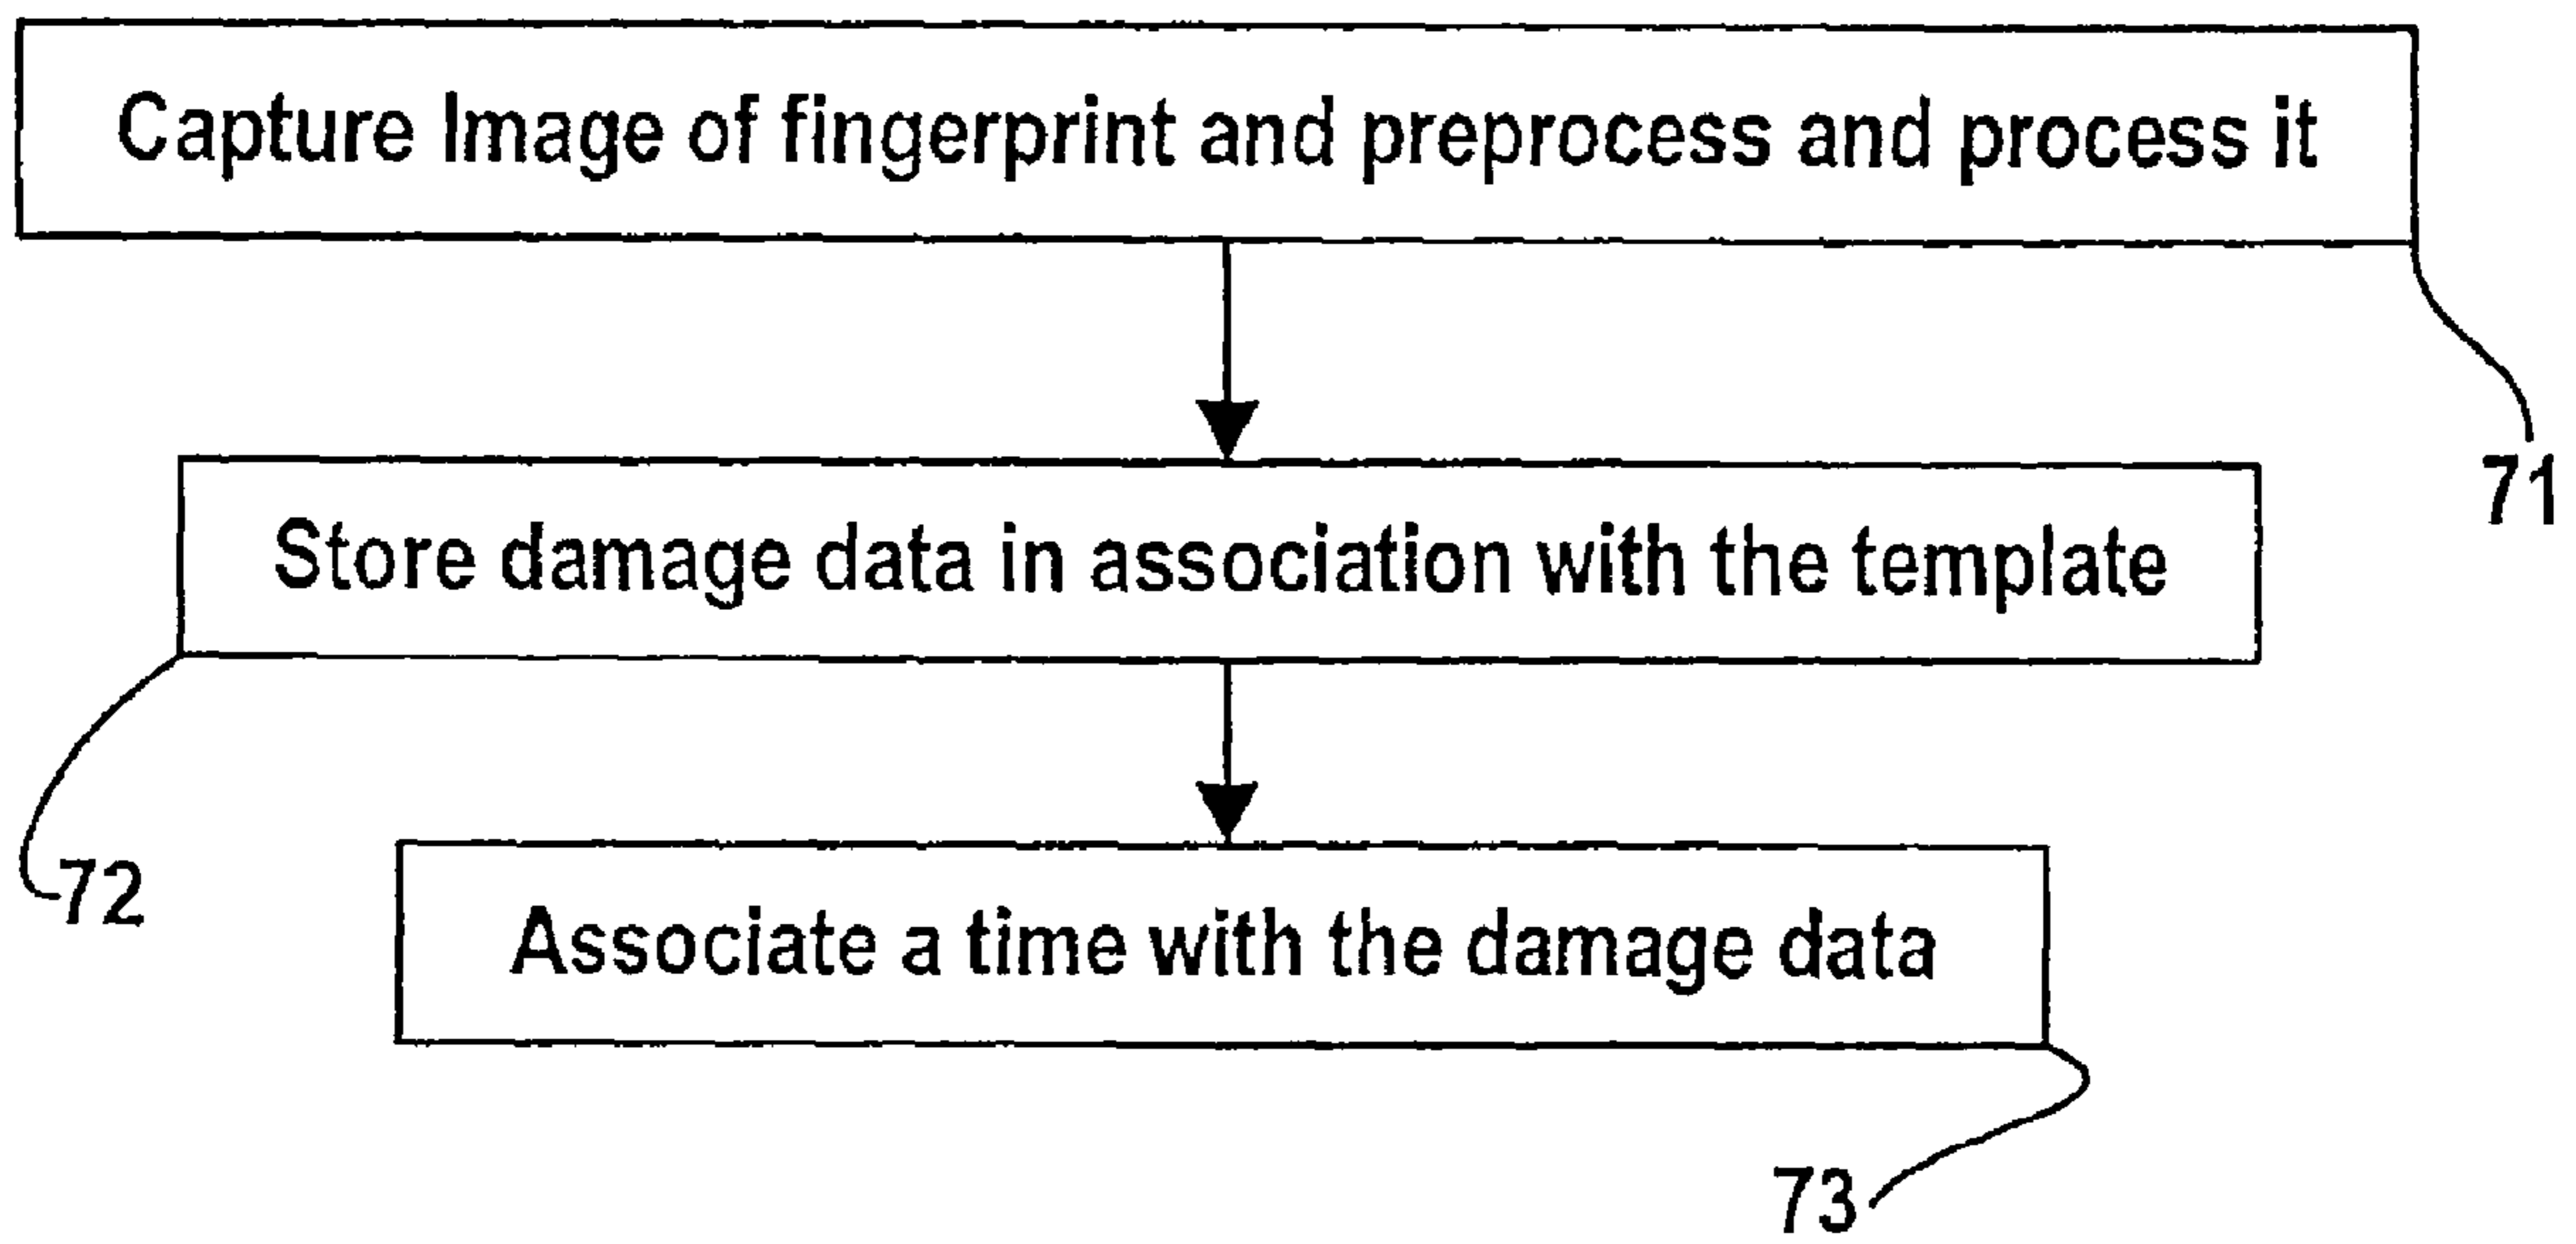 Capture Image of fingerprint and preprocess and process it
71
Store damage data in association with the template
72
Associate a time with the damage data
73